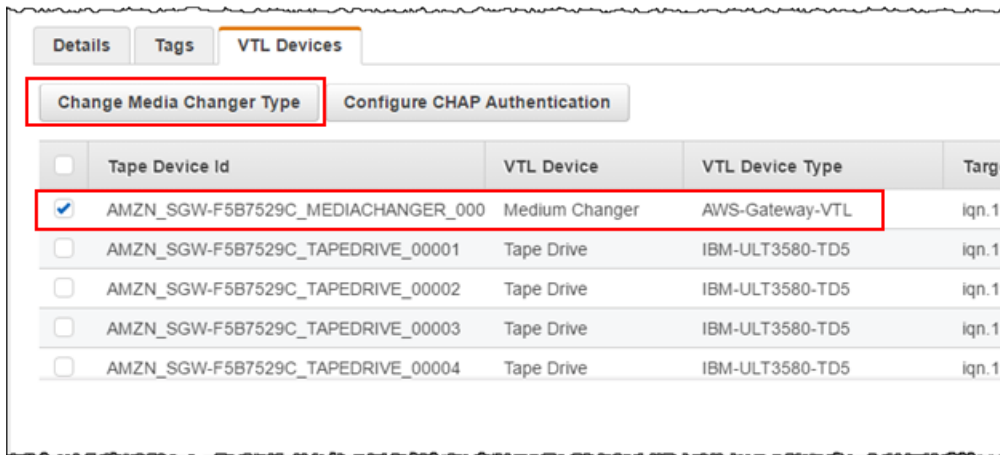 Details Tags VTL Devices
Change Media Changer Type Configure CHAP Authentication
Tape Device Id VTL Device VTL Device Type Targ
AMZN_SGW-F5B7529C_MEDIACHANGER_000 Medium Changer AWS-Gateway-VTL iqn.1
AMZN_SGW-F5B7529C_TAPEDRIVE_00001 Tape Drive IBM-ULT3580-TD5 iqn.1
AMZN_SGW-F5B7529C_TAPEDRIVE_00002 Tape Drive IBM-ULT3580-TD5 iqn.1
AMZN_SGW-F5B7529C_TAPEDRIVE_00003 Tape Drive IBM-ULT3580-TD5 iqn.1
AMZN_SGW-F5B7529C_TAPEDRIVE_00004 Tape Drive IBM-ULT3580-TD5 iqn.1